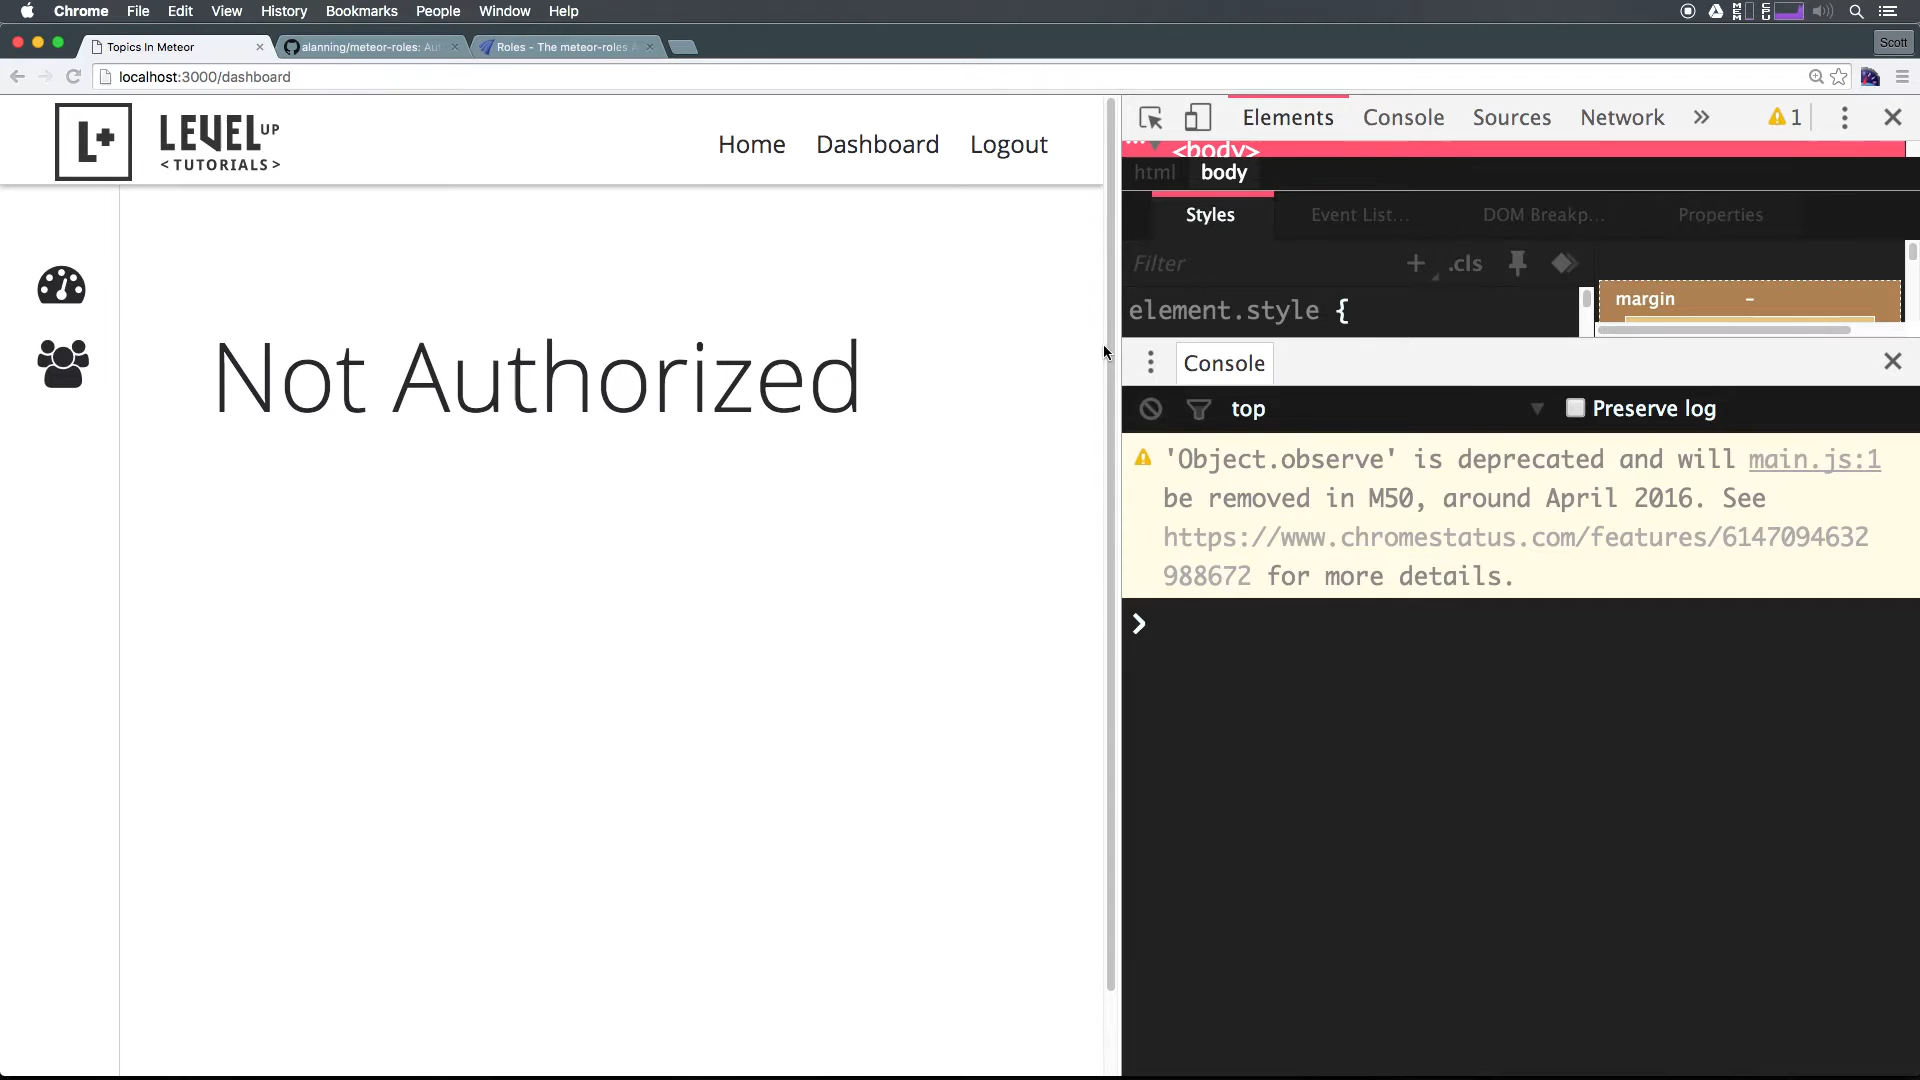 Chrome File Edit View History Bookmarks People Window Help
Scott
Topics In Meteor
alanning/meteor-roles: Au
Roles - The meteor-roles
localhost:3000/dashboard
L+ LEVEL UP
<TUTORIALS>
Home Dashboard Logout
Not Authorized
Elements Console Sources Network » 1
<body>
html body
Styles Event List... DOM Breakp... Properties
Filter + .cls
element.style {
margin -
Console
top Preserve log
'Object.observe' is deprecated and will main.js:1
be removed in M50, around April 2016. See
https://www.chromestatus.com/features/6147094632
988672 for more details.